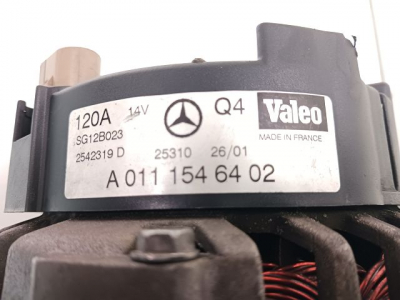 120A 14V Q4 Valeo
SG12B023 MADE IN FRANCE
2542319 D 25310 26/01
A 011 154 64 02